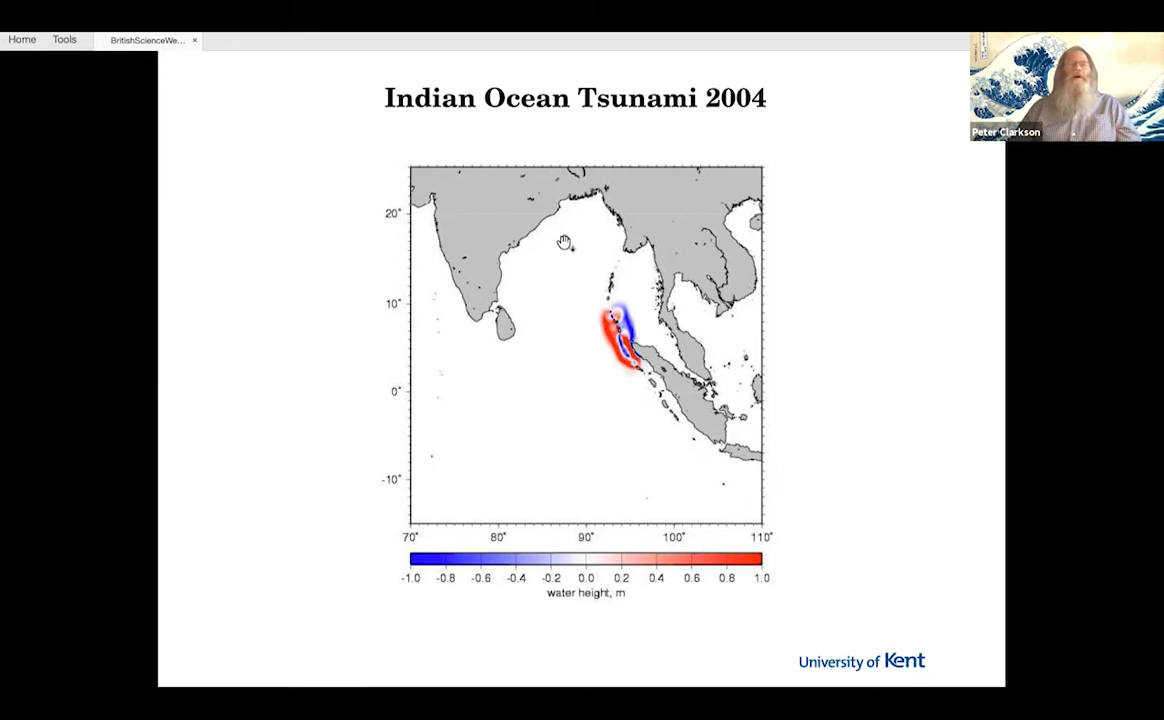 Home Tools BritishScienceWe... ×
Peter Clarkson
Indian Ocean Tsunami 2004
20°
10°
0°
-10°
70° 80° 90° 100° 110°
-1.0 -0.8 -0.6 -0.4 -0.2 0.0 0.2 0.4 0.6 0.8 1.0
water height, m
University of Kent